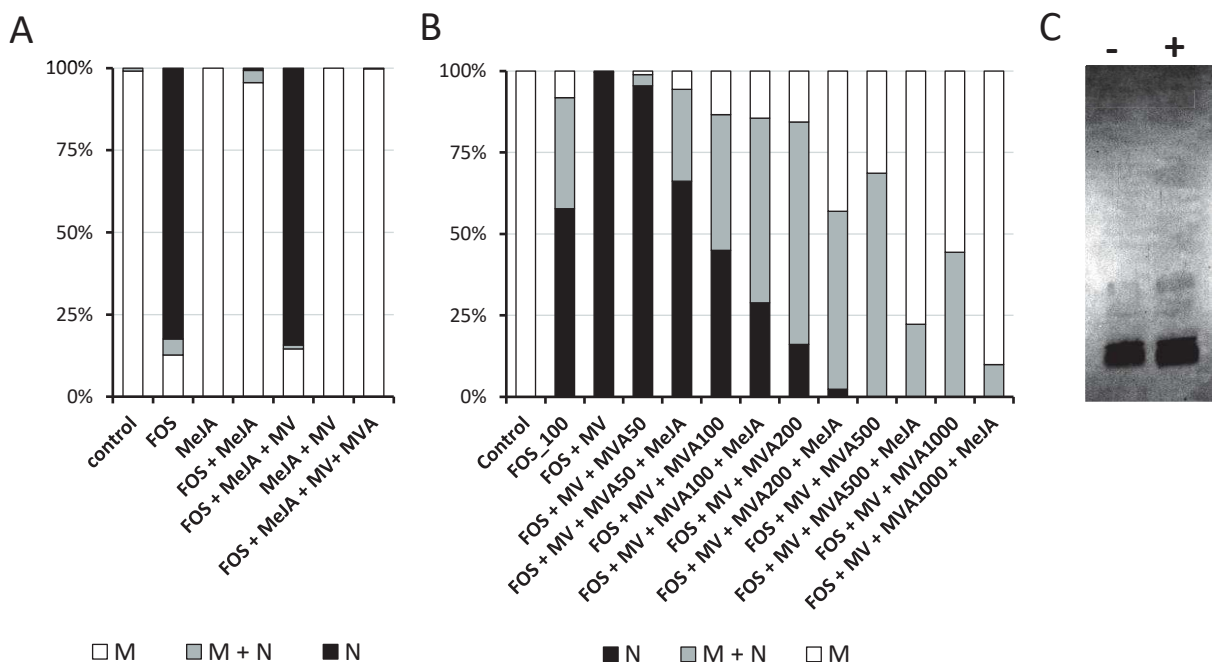 A
100%
75%
50%
25%
0%
control
FOS
MeJA
FOS + MeJA
FOS + MeJA + MV
MeJA + MV
FOS + MeJA + MV+ MVA
M
M + N
N
B
100%
75%
50%
25%
0%
Control
FOS_100
FOS + MV
FOS + MV + MVA50
FOS + MV + MVA50 + MeJA
FOS + MV + MVA100
FOS + MV + MVA100 + MeJA
FOS + MV + MVA200
FOS + MV + MVA200 + MeJA
FOS + MV + MVA500
FOS + MV + MVA500 + MeJA
FOS + MV + MVA1000
FOS + MV + MVA1000 + MeJA
N
M + N
M
C
- +